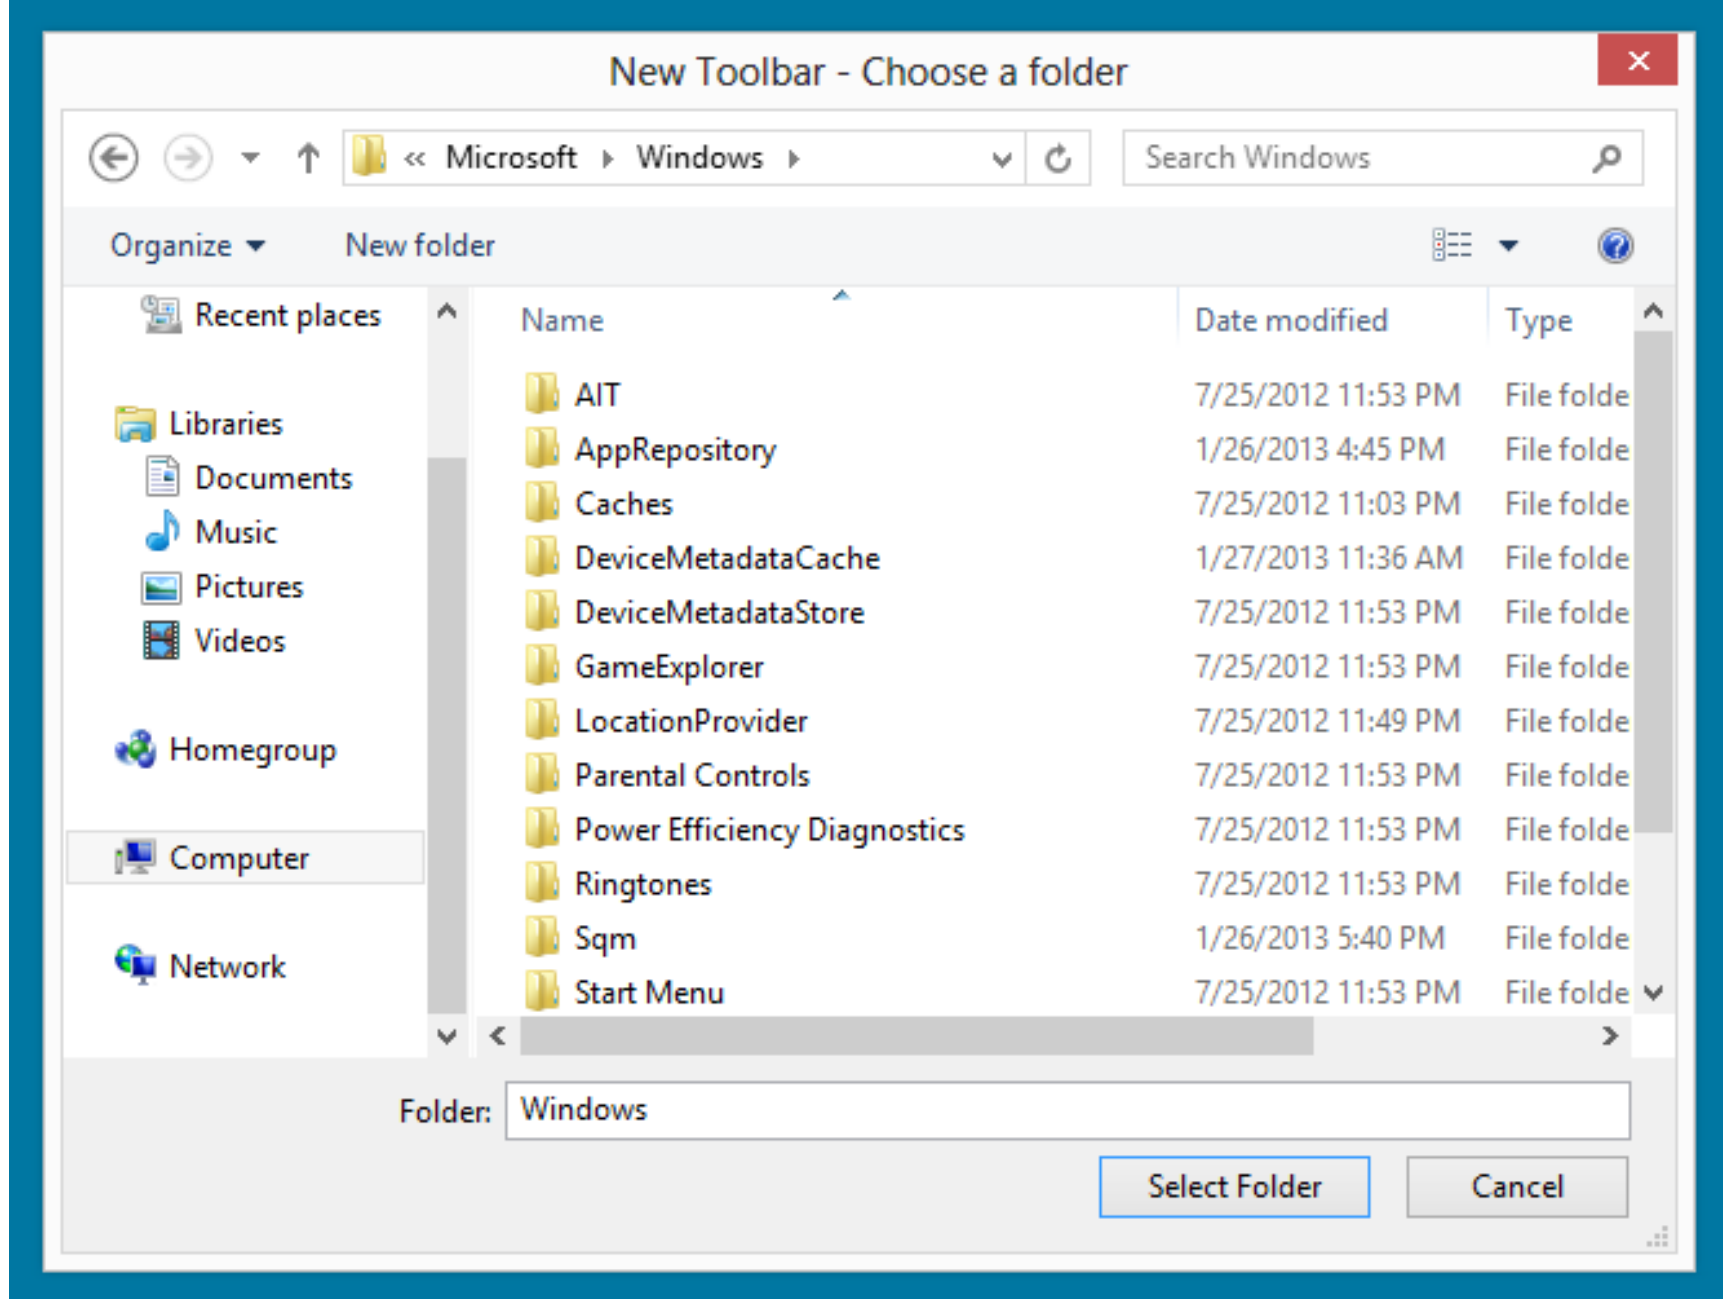 New Toolbar - Choose a folder
« Microsoft Windows
Search Windows
Organize New folder
Recent places
Libraries
Documents
Music
Pictures
Videos
Homegroup
Computer
Network
Name Date modified Type
AIT 7/25/2012 11:53 PM File folde
AppRepository 1/26/2013 4:45 PM File folde
Caches 7/25/2012 11:03 PM File folde
DeviceMetadataCache 1/27/2013 11:36 AM File folde
DeviceMetadataStore 7/25/2012 11:53 PM File folde
GameExplorer 7/25/2012 11:53 PM File folde
LocationProvider 7/25/2012 11:49 PM File folde
Parental Controls 7/25/2012 11:53 PM File folde
Power Efficiency Diagnostics 7/25/2012 11:53 PM File folde
Ringtones 7/25/2012 11:53 PM File folde
Sqm 1/26/2013 5:40 PM File folde
Start Menu 7/25/2012 11:53 PM File folde
Folder: Windows
Select Folder Cancel